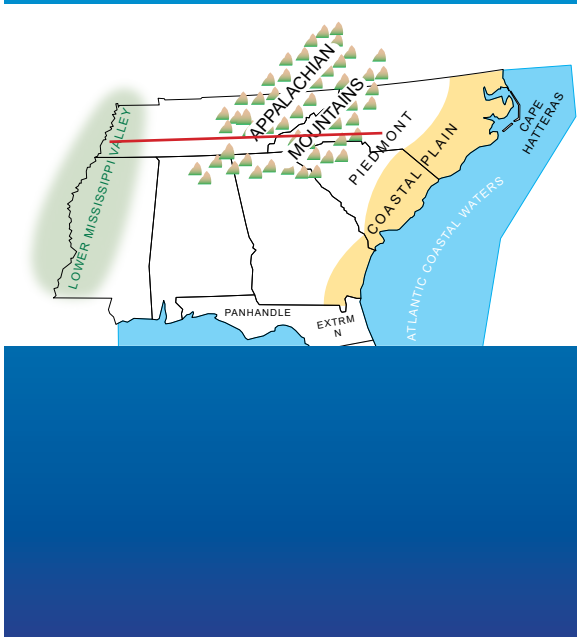 APPALACHIAN
MOUNTAINS
CAPE
HATTERAS
LOWER MISSISSIPPI VALLEY
PIEDMONT
COASTAL PLAIN
ATLANTIC COASTAL WATERS
PANHANDLE
EXTRM
N